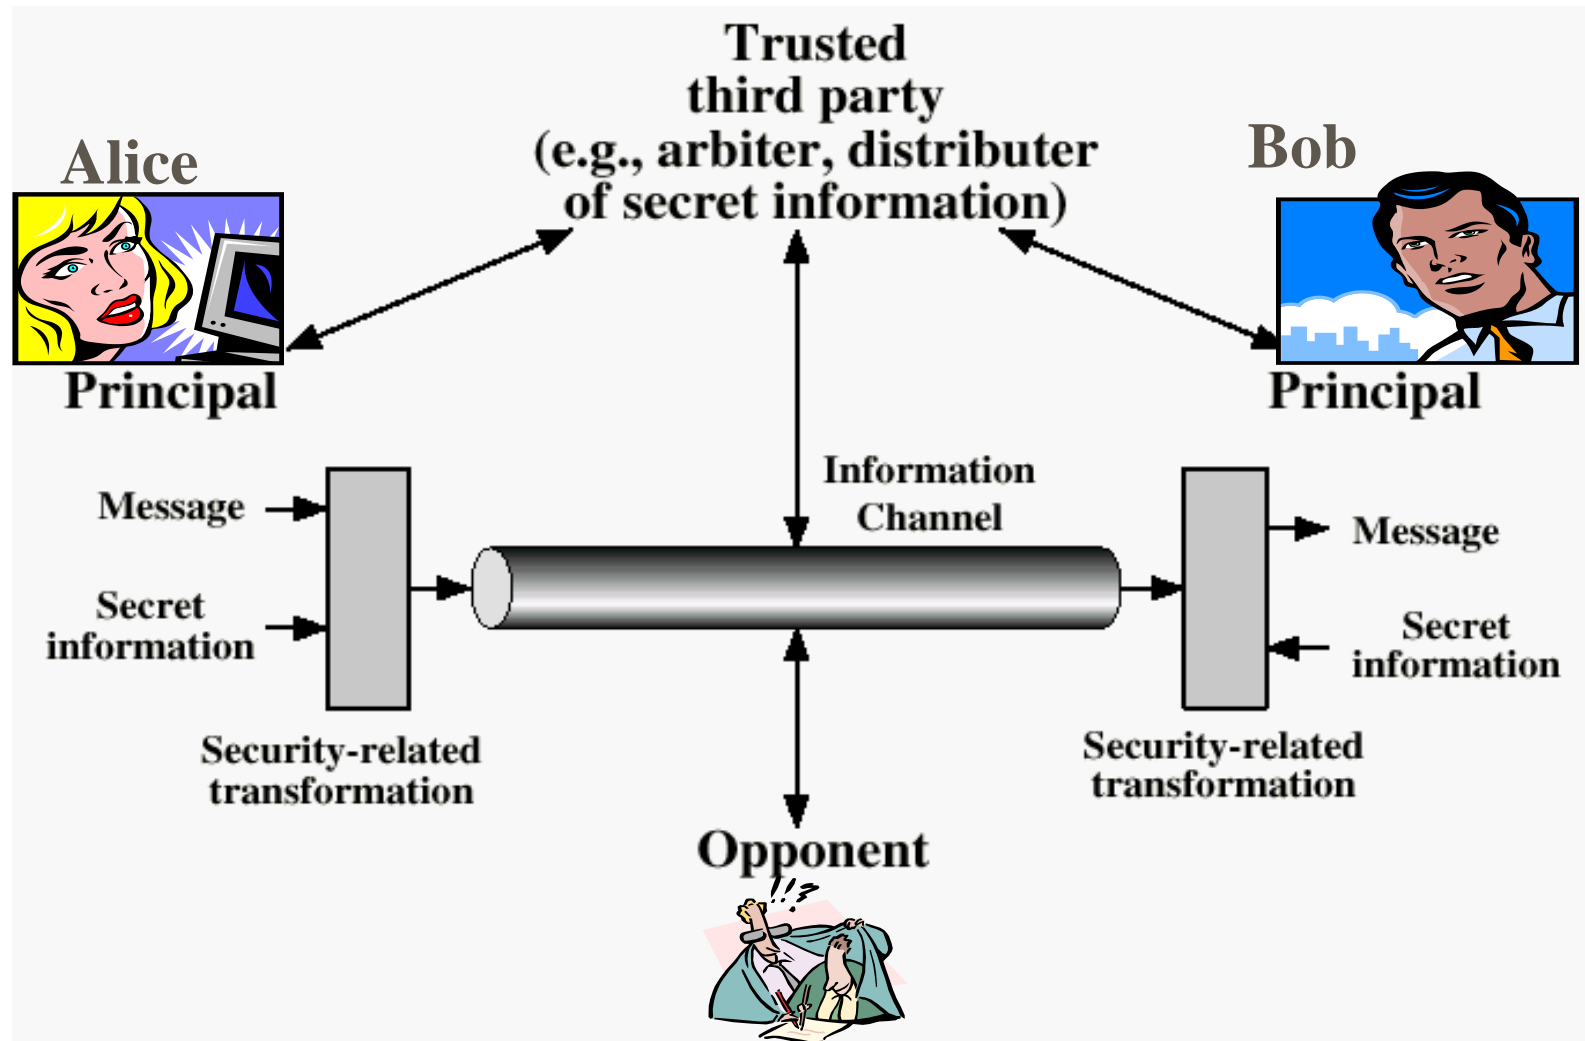 Trusted
third party
(e.g., arbiter, distributer
of secret information)
Alice
Bob
Principal
Principal
Information
Channel
Message
Secret
information
Message
Secret
information
Security-related
transformation
Security-related
transformation
Opponent
!!?